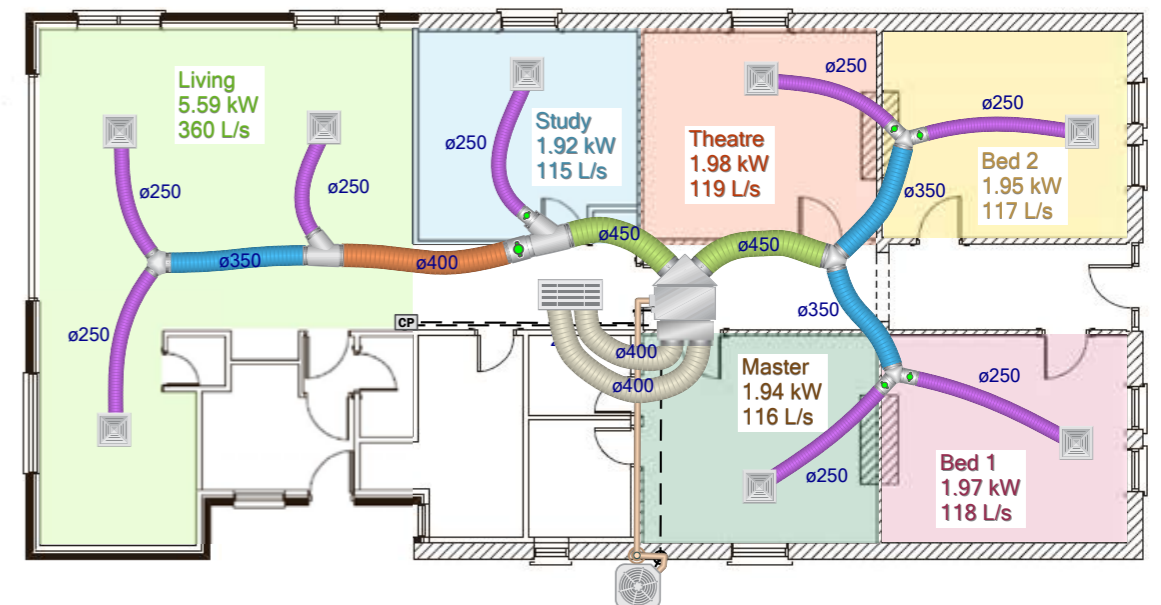 Living
5.59 kW
360 L/s
ø250
ø250
ø250
ø350
ø400
Study
1.92 kW
115 L/s
ø250
ø450
ø450
Theatre
1.98 kW
119 L/s
ø250
ø250
Bed 2
1.95 kW
117 L/s
ø350
ø350
CP
ø400
ø400
Master
1.94 kW
116 L/s
ø250
ø250
Bed 1
1.97 kW
118 L/s